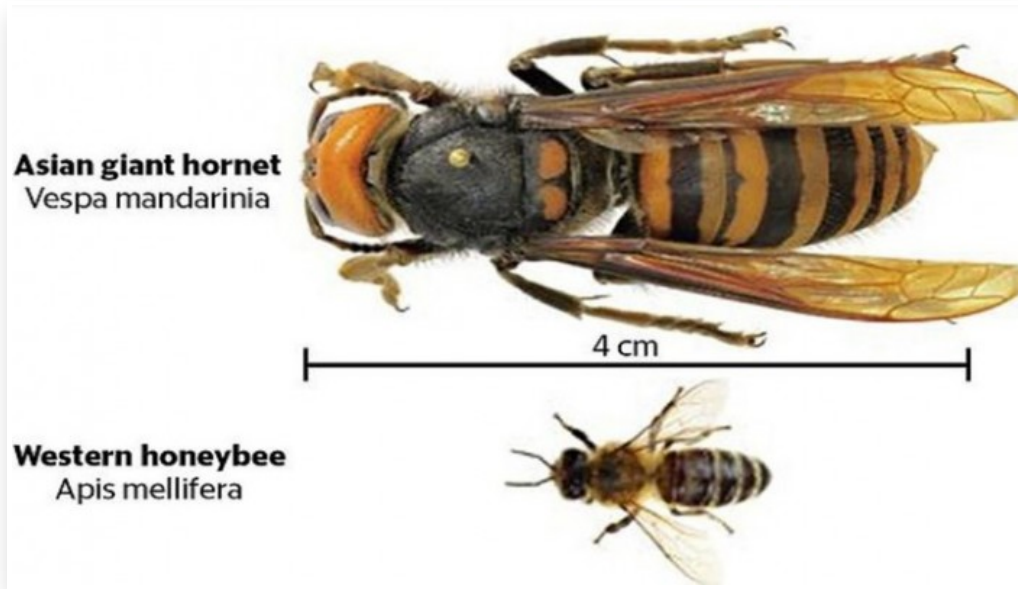 Asian giant hornet
Vespa mandarinia
4 cm
Western honeybee
Apis mellifera